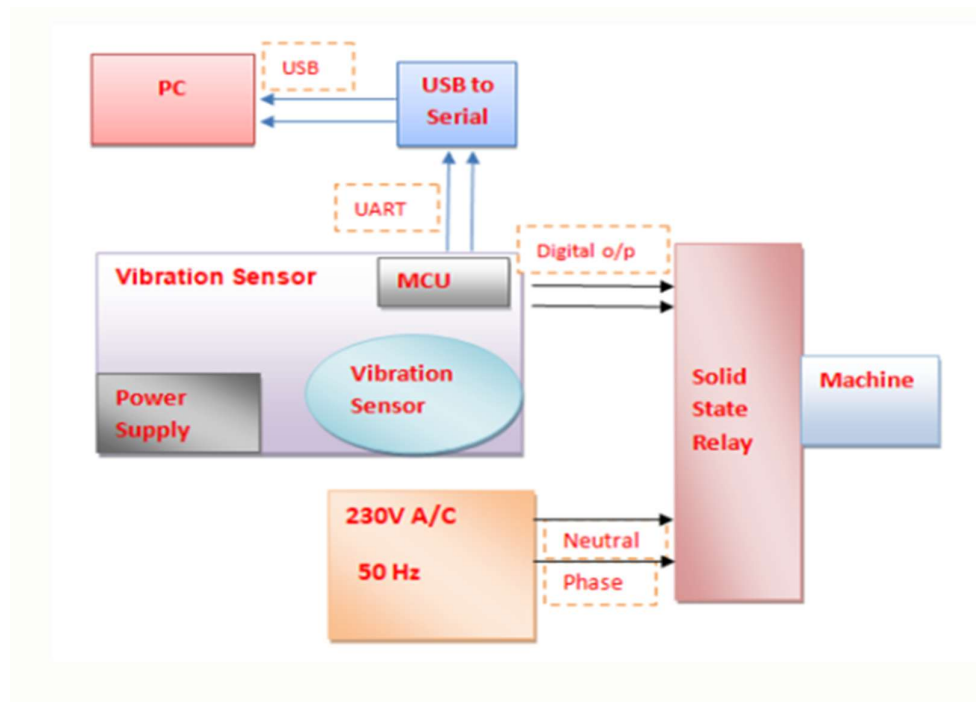 PC
USB
USB to
Serial
UART
Digital o/p
Vibration Sensor
MCU
Vibration
Sensor
Power
Supply
Solid
State
Relay
Machine
230V A/C
50 Hz
Neutral
Phase